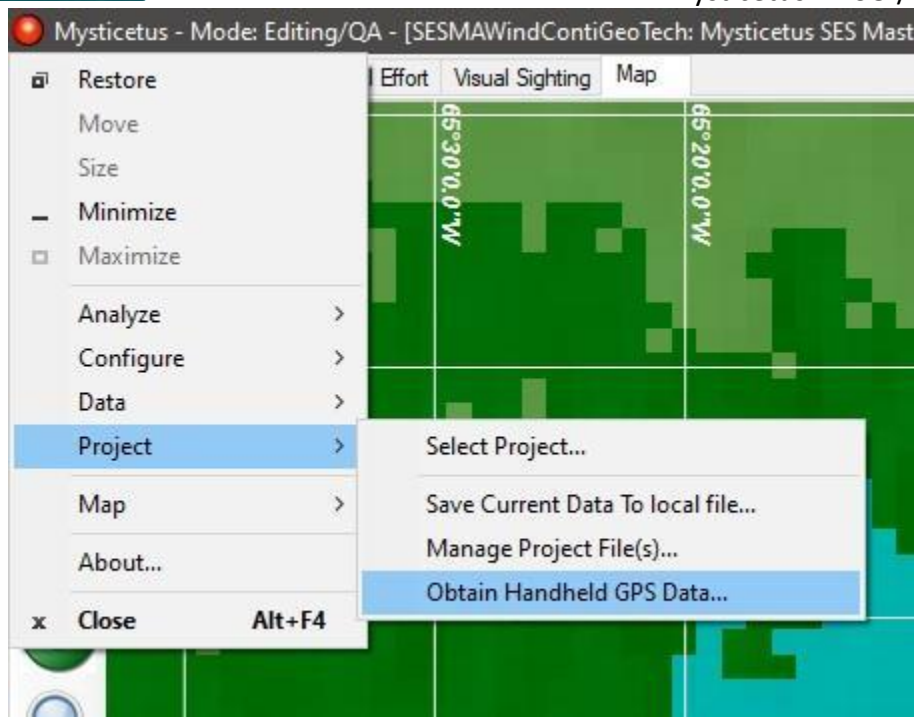 Mysticetus - Mode: Editing/QA - [SESMAWindContiGeoTech: Mysticetus SES Mast
Restore
Effort Visual Sighting Map
Move
Size
Minimize
Maximize
65°30'0.0"W
65°20'0.0"W
Analyze
Configure
Data
Project
Select Project...
Map
Save Current Data To local file...
Manage Project File(s)...
About...
Obtain Handheld GPS Data...
x Close Alt+F4